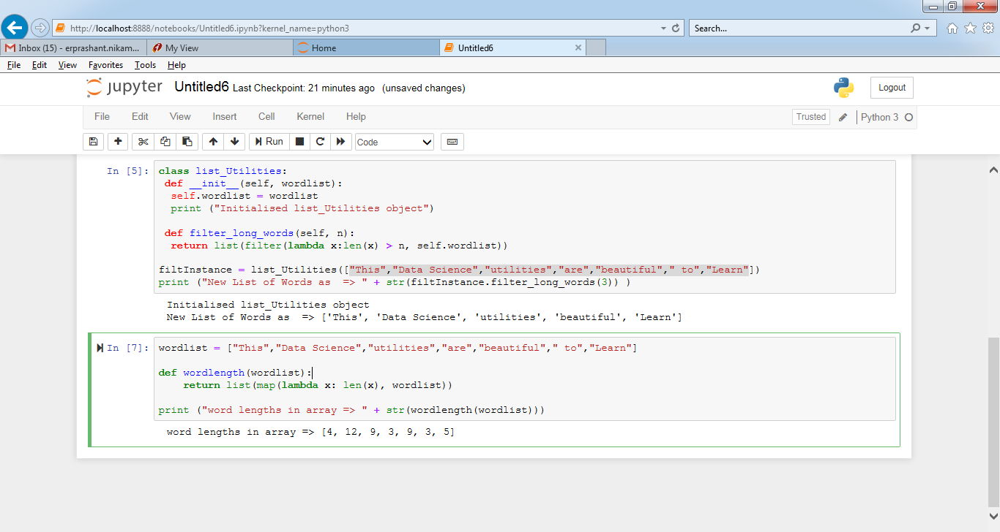 http://localhost:8888/notebooks/Untitled6.ipynb?kernel_name=python3
Search...
Inbox (15) - erprashant.nikam...
My View
Home
Untitled6
File Edit View Favorites Tools Help
jupyter Untitled6 Last Checkpoint: 21 minutes ago (unsaved changes)
Logout
File Edit View Insert Cell Kernel Help
Trusted
Python 3
Run
Code
In [5]: class list_Utilities:
def __init__(self, wordlist):
self.wordlist = wordlist
print ("Initialised list_Utilities object")
def filter_long_words(self, n):
return list(filter(lambda x:len(x) > n, self.wordlist))
filtInstance = list_Utilities(["This","Data Science","utilities","are","beautiful"," to","Learn"])
print ("New List of Words as  => " + str(filtInstance.filter_long_words(3)) )
Initialised list_Utilities object
New List of Words as  => ['This', 'Data Science', 'utilities', 'beautiful', 'Learn']
In [7]: wordlist = ["This","Data Science","utilities","are","beautiful"," to","Learn"]
def wordlength(wordlist):
return list(map(lambda x: len(x), wordlist))
print ("word lengths in array => " + str(wordlength(wordlist)))
word lengths in array => [4, 12, 9, 3, 9, 3, 5]